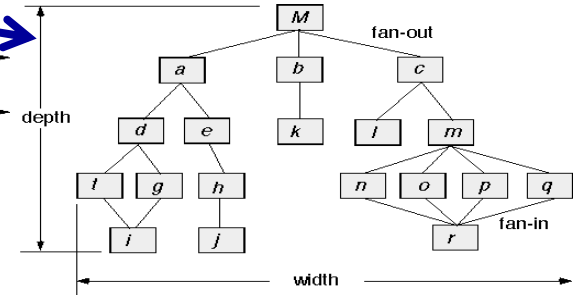 M
fan-out
a b c
depth
d e k l m
t g h n o p q
i j r
fan-in
width